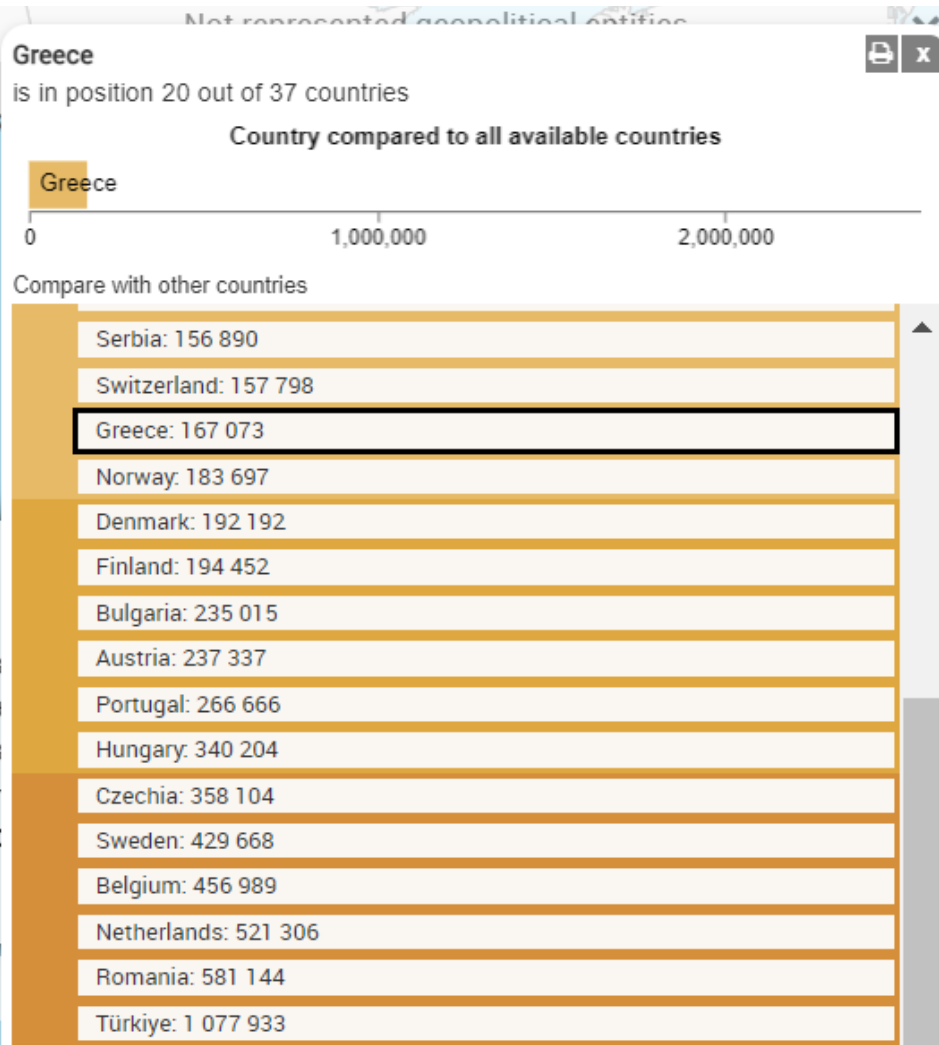 Not represented geopolitical entities
Greece
x
is in position 20 out of 37 countries
Country compared to all available countries
Greece
0 1,000,000 2,000,000
Compare with other countries
Serbia: 156 890
Switzerland: 157 798
Greece: 167 073
Norway: 183 697
Denmark: 192 192
Finland: 194 452
Bulgaria: 235 015
Austria: 237 337
Portugal: 266 666
Hungary: 340 204
Czechia: 358 104
Sweden: 429 668
Belgium: 456 989
Netherlands: 521 306
Romania: 581 144
Türkiye: 1 077 933